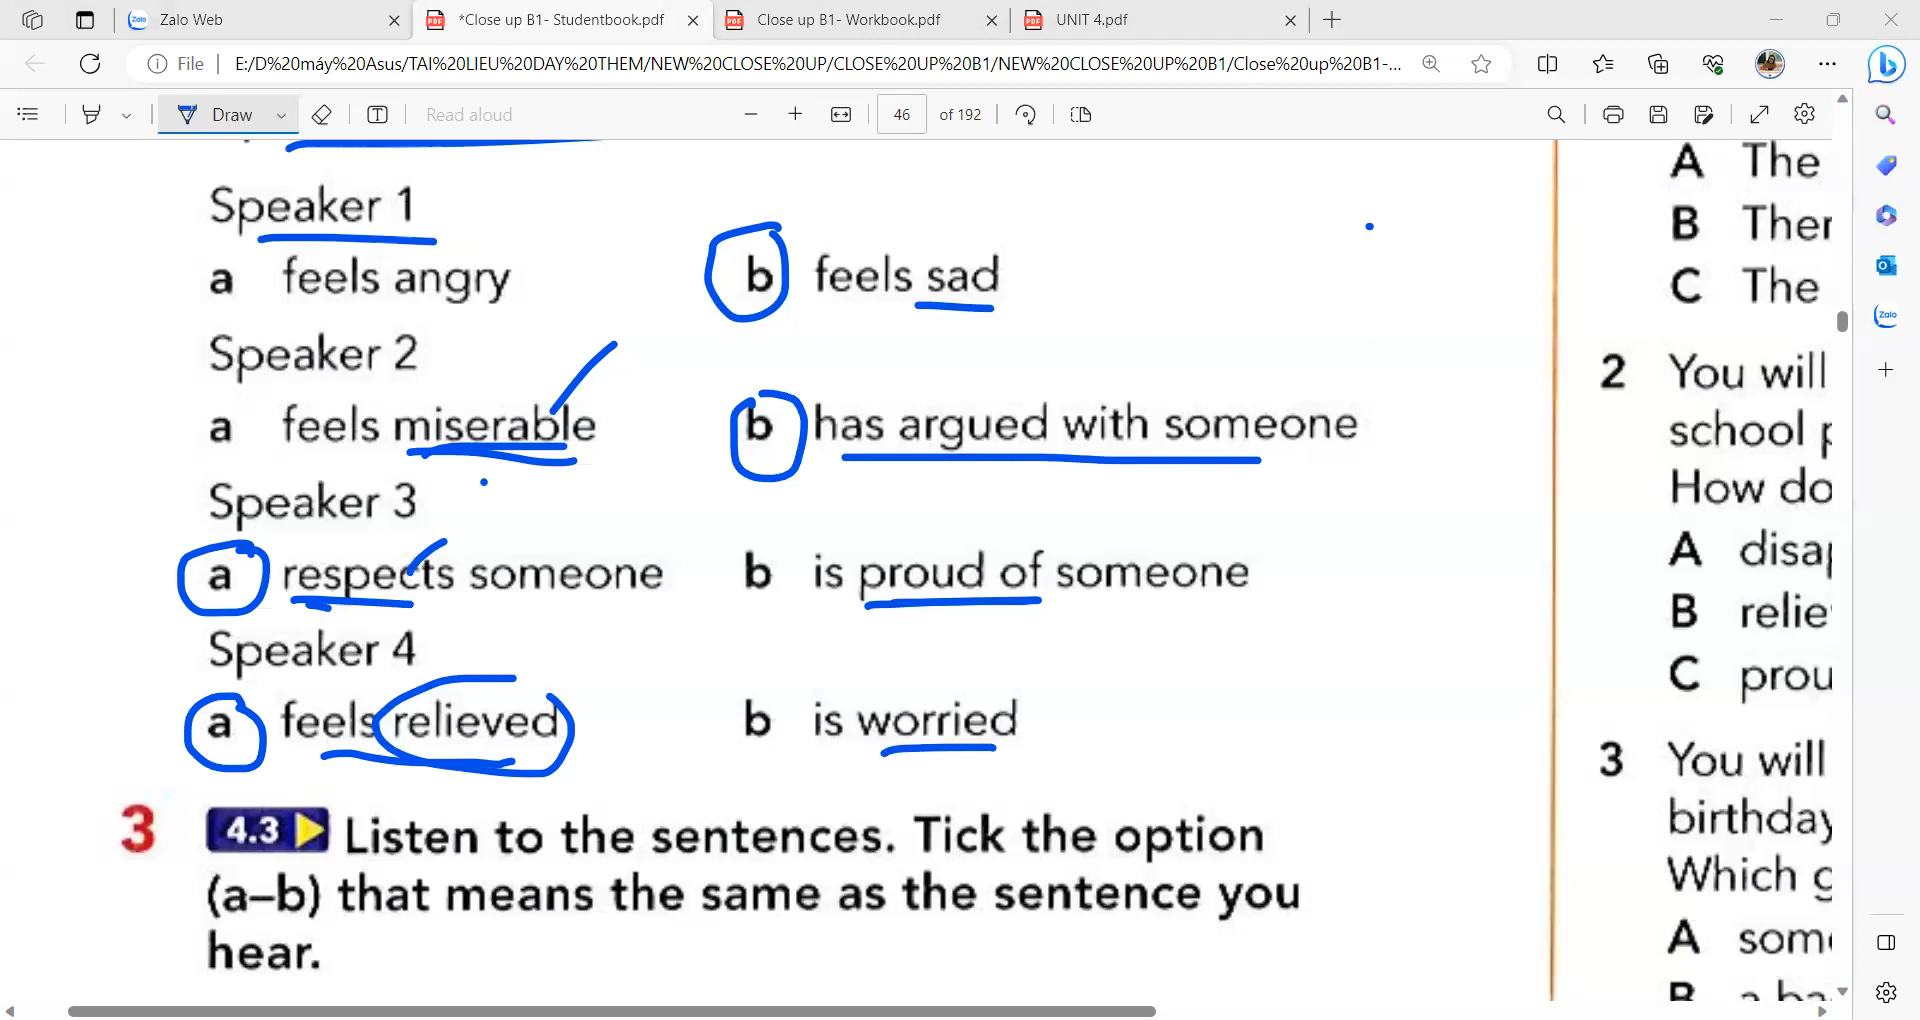 Zalo Web
*Close up B1- Studentbook.pdf
Close up B1- Workbook.pdf
UNIT 4.pdf
File
E:/D%20máy%20Asus/TAI%20LIEU%20DAY%20THEM/NEW%20CLOSE%20UP/CLOSE%20UP%20B1/NEW%20CLOSE%20UP%20B1/Close%20up%20B1-...
Draw
Read aloud
46
of 192
Speaker 1
a feels angry
b feels sad
Speaker 2
a feels miserable
b has argued with someone
Speaker 3
a respects someone
b is proud of someone
Speaker 4
a feels relieved
b is worried
3 4.3 Listen to the sentences. Tick the option
(a–b) that means the same as the sentence you
hear.
A The
B
C The
2 You will
school
How do
A
B
C
3 You will
birthday
Which
A
B
Zalo